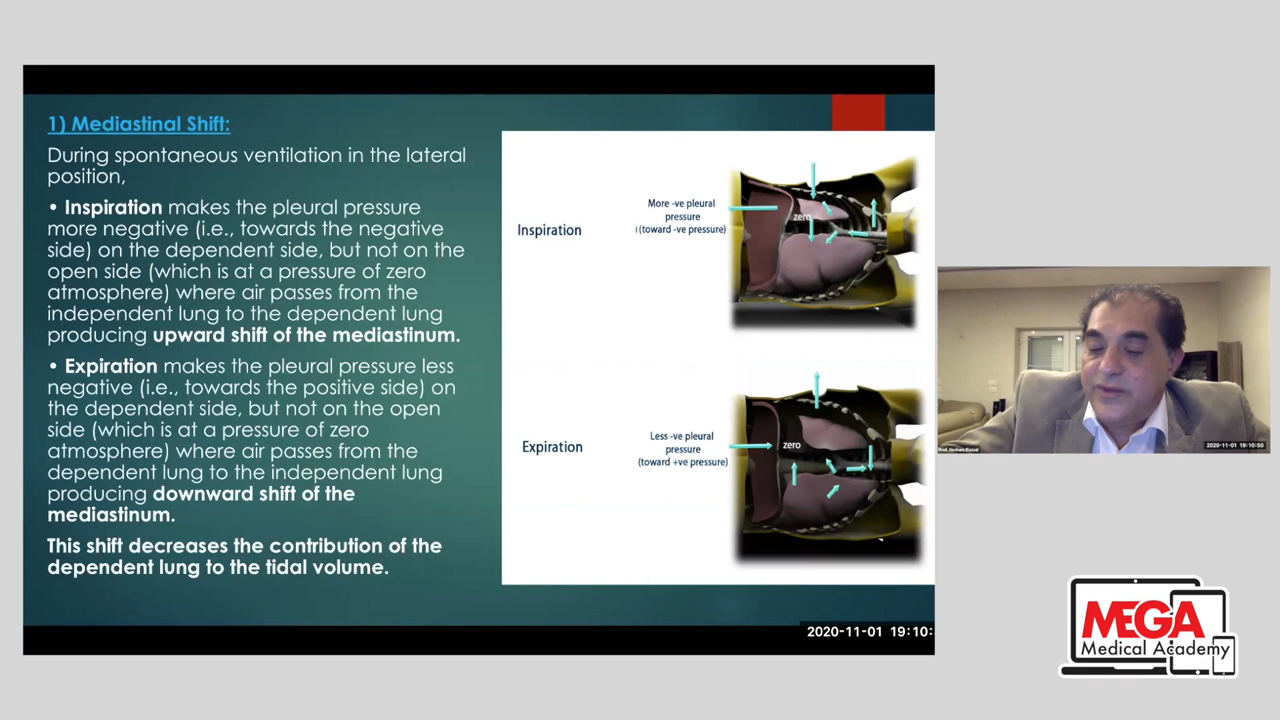 1) Mediastinal Shift:
During spontaneous ventilation in the lateral
position,
• Inspiration makes the pleural pressure
more negative (i.e., towards the negative
side) on the dependent side, but not on the
open side (which is at a pressure of zero
atmosphere) where air passes from the
independent lung to the dependent lung
producing upward shift of the mediastinum.
• Expiration makes the pleural pressure less
negative (i.e., towards the positive side) on
the dependent side, but not on the open
side (which is at a pressure of zero
atmosphere) where air passes from the
dependent lung to the independent lung
producing downward shift of the
mediastinum.
This shift decreases the contribution of the
dependent lung to the tidal volume.
Inspiration
More -ve pleural
pressure
((toward -ve pressure)
zero
Expiration
Less -ve pleural
pressure
(toward +ve pressure)
zero
2020-11-01 19:10:
2020-11-01 19:10:50
MEGA
Medical Academy